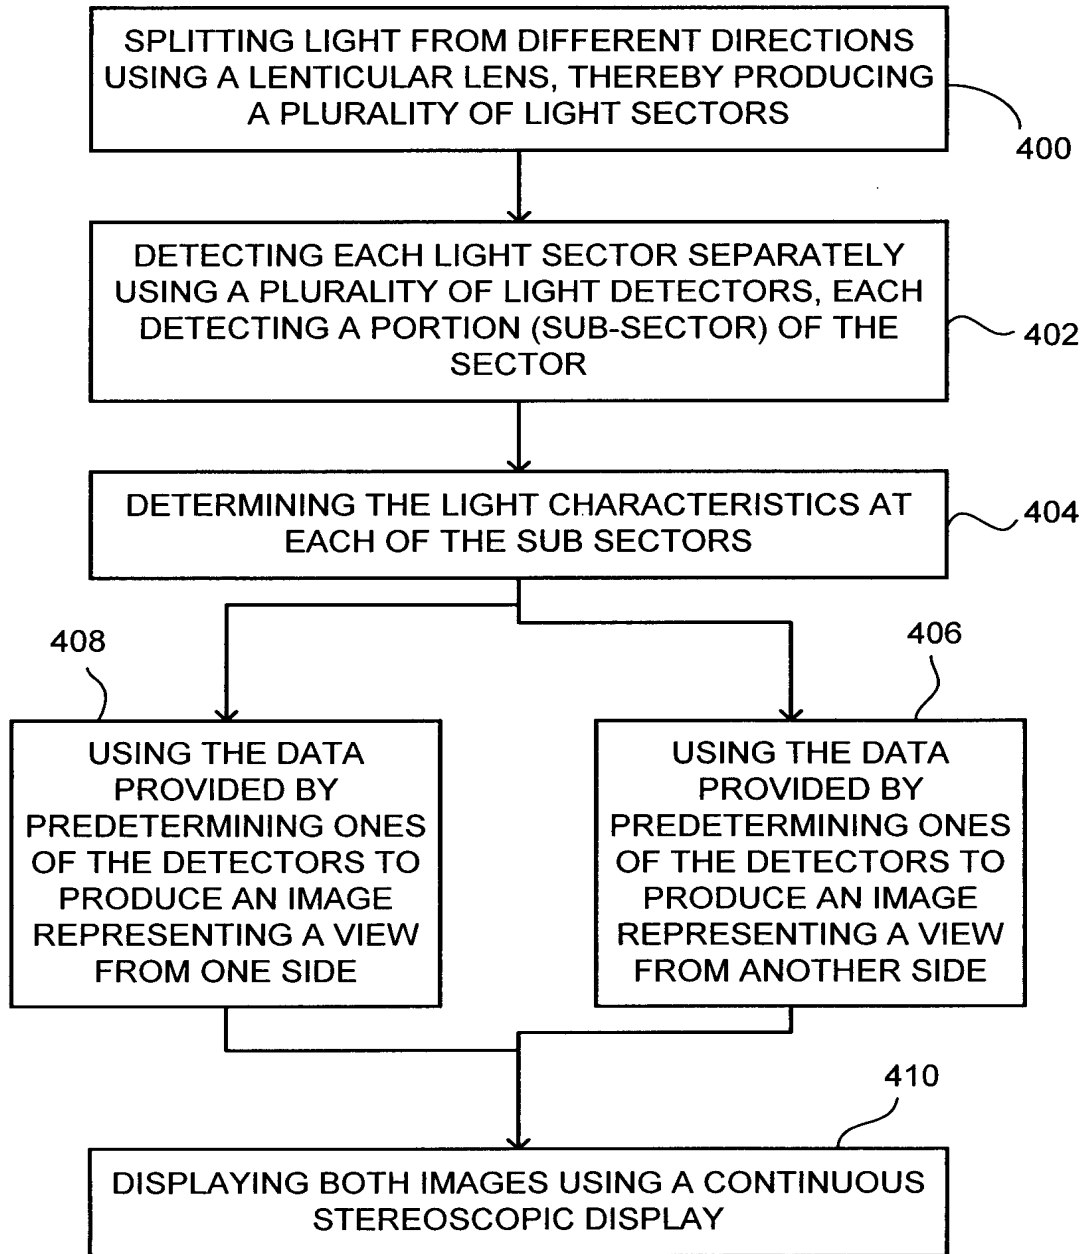 SPLITTING LIGHT FROM DIFFERENT DIRECTIONS
USING A LENTICULAR LENS, THEREBY PRODUCING
A PLURALITY OF LIGHT SECTORS
400
DETECTING EACH LIGHT SECTOR SEPARATELY
USING A PLURALITY OF LIGHT DETECTORS, EACH
DETECTING A PORTION (SUB-SECTOR) OF THE
SECTOR
402
DETERMINING THE LIGHT CHARACTERISTICS AT
EACH OF THE SUB SECTORS
404
408
USING THE DATA
PROVIDED BY
PREDETERMINING ONES
OF THE DETECTORS TO
PRODUCE AN IMAGE
REPRESENTING A VIEW
FROM ONE SIDE
406
USING THE DATA
PROVIDED BY
PREDETERMINING ONES
OF THE DETECTORS TO
PRODUCE AN IMAGE
REPRESENTING A VIEW
FROM ANOTHER SIDE
410
DISPLAYING BOTH IMAGES USING A CONTINUOUS
STEREOSCOPIC DISPLAY